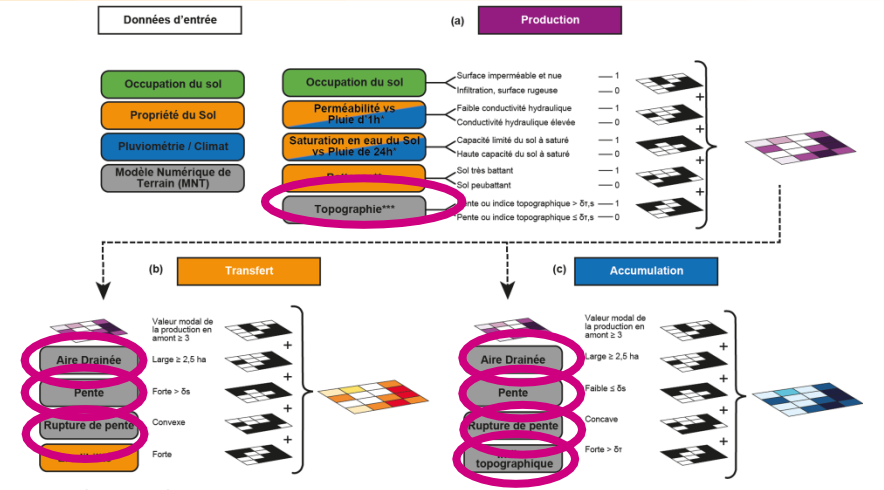 Données d'entrée
(a)
Production
Occupation du sol
Propriété du Sol
Pluviométrie / Climat
Modèle Numérique de
Terrain (MNT)
Occupation du sol
Surface imperméable et nue
1
Infiltration, surface rugeuse
0
Perméabilité vs
Pluie d'1h*
Faible conductivité hydraulique
1
Conductivité hydraulique élevée
0
Saturation en eau du Sol
vs Pluie de 24h*
Capacité limité du sol à saturé
1
Haute capacité du sol à saturé
0
Sol très battant
1
Sol peubattant
0
Topographie***
Pente ou indice topographique > δT,s
1
Pente ou indice topographique ≤ δT,s
0
+
+
+
+
(b)
Transfert
Valeur modal de
la production en
amont ≥ 3
Aire Drainée
Large ≥ 2,5 ha
Pente
Forte > δs
Rupture de pente
Convexe
Forte
+
+
+
+
(c)
Accumulation
Valeur modal de
la production en
amont ≥ 3
Aire Drainée
Large ≥ 2,5 ha
Pente
Faible ≤ δs
Rupture de pente
Concave
topographique
Forte > δT
+
+
+
+